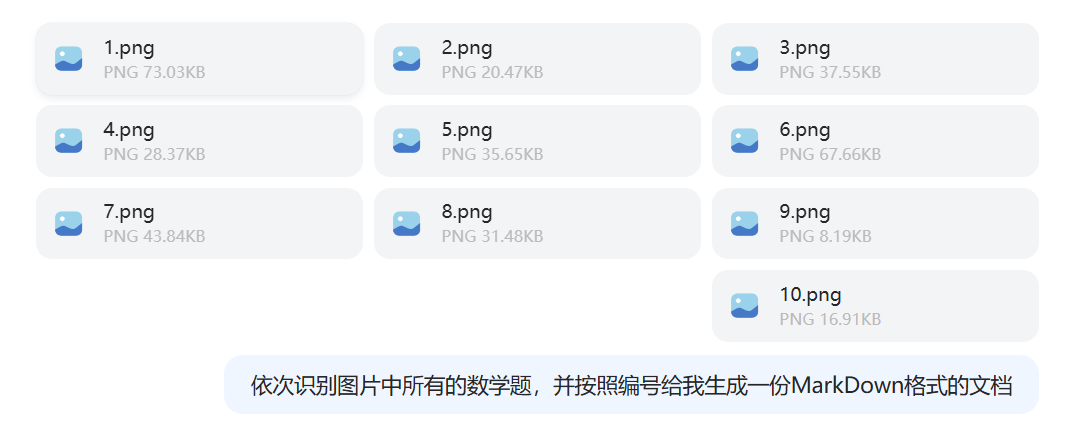 1.png
PNG 73.03KB
2.png
PNG 20.47KB
3.png
PNG 37.55KB
4.png
PNG 28.37KB
5.png
PNG 35.65KB
6.png
PNG 67.66KB
7.png
PNG 43.84KB
8.png
PNG 31.48KB
9.png
PNG 8.19KB
10.png
PNG 16.91KB
依次识别图片中所有的数学题，并按照编号给我生成一份MarkDown格式的文档